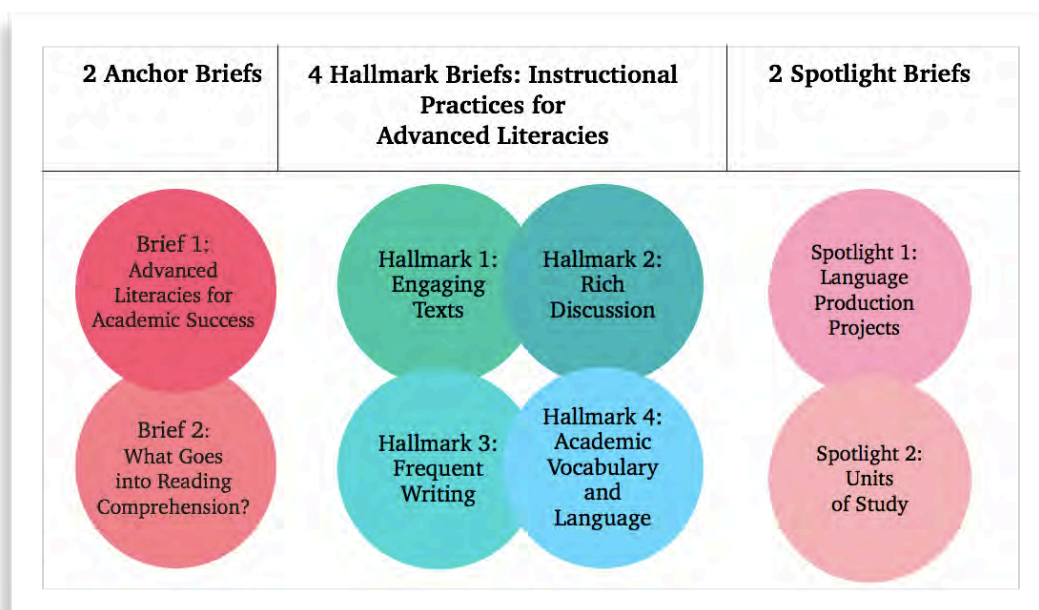 2 Anchor Briefs
4 Hallmark Briefs: Instructional
Practices for
Advanced Literacies
2 Spotlight Briefs
Brief 1:
Advanced
Literacies for
Academic Success
Brief 2:
What Goes
into Reading
Comprehension?
Hallmark 1:
Engaging
Texts
Hallmark 2:
Rich
Discussion
Hallmark 3:
Frequent
Writing
Hallmark 4:
Academic
Vocabulary
and
Language
Spotlight 1:
Language
Production
Projects
Spotlight 2:
Units
of Study